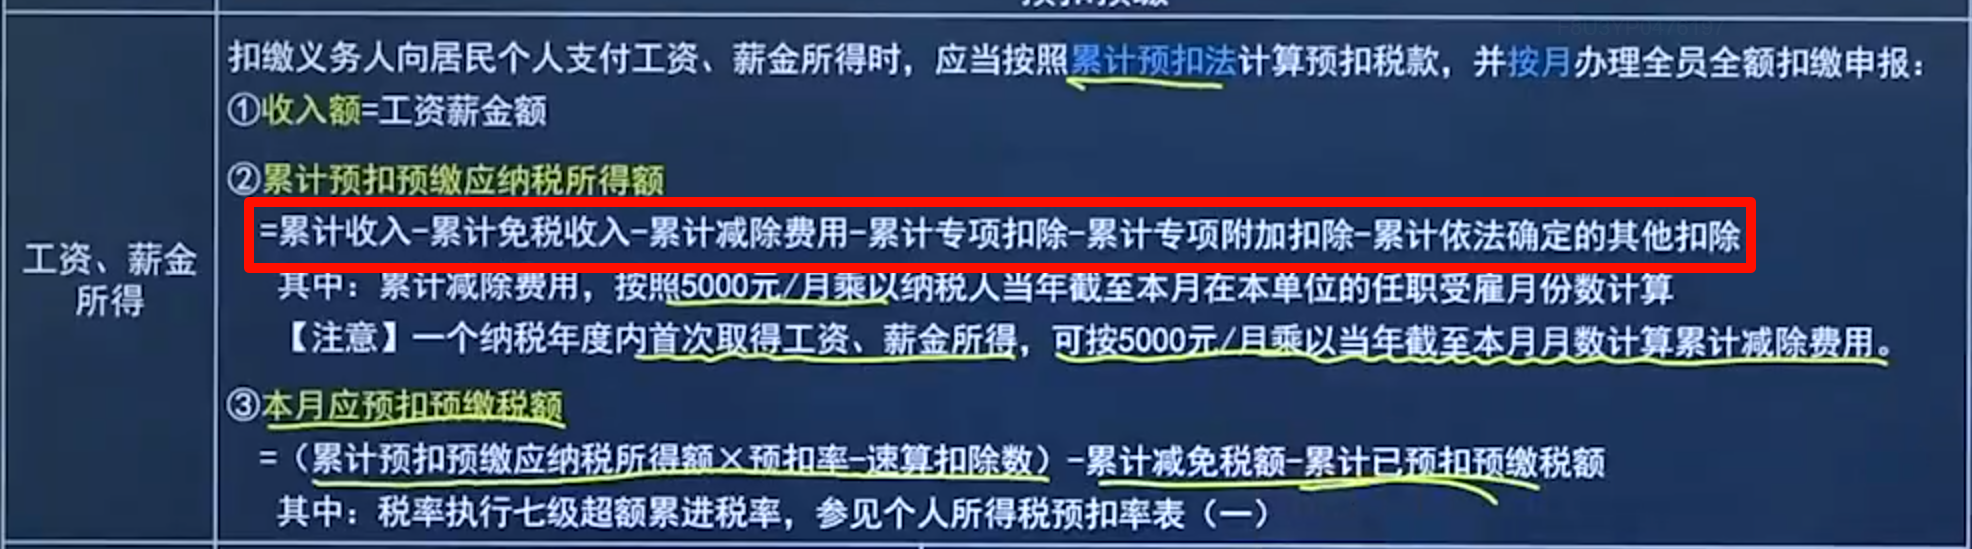 扣缴义务人向居民个人支付工资、薪金所得时，应当按照累计预扣法计算预扣税款，并按月办理全员全额扣缴申报：
①收入额=工资薪金额
②累计预扣预缴应纳税所得额
=累计收入-累计免税收入-累计减除费用-累计专项扣除-累计专项附加扣除-累计依法确定的其他扣除
工资、薪金
所得
其中：累计减除费用，按照5000元/月乘以纳税人当年截至本月在本单位的任职受雇月份数计算
【注意】一个纳税年度内首次取得工资、薪金所得，可按5000元/月乘以当年截至本月月数计算累计减除费用。
③本月应预扣预缴税额
=（累计预扣预缴应纳税所得额×预扣率-速算扣除数）-累计减免税额-累计已预扣预缴税额
其中：税率执行七级超额累进税率，参见个人所得税预扣率表（一）